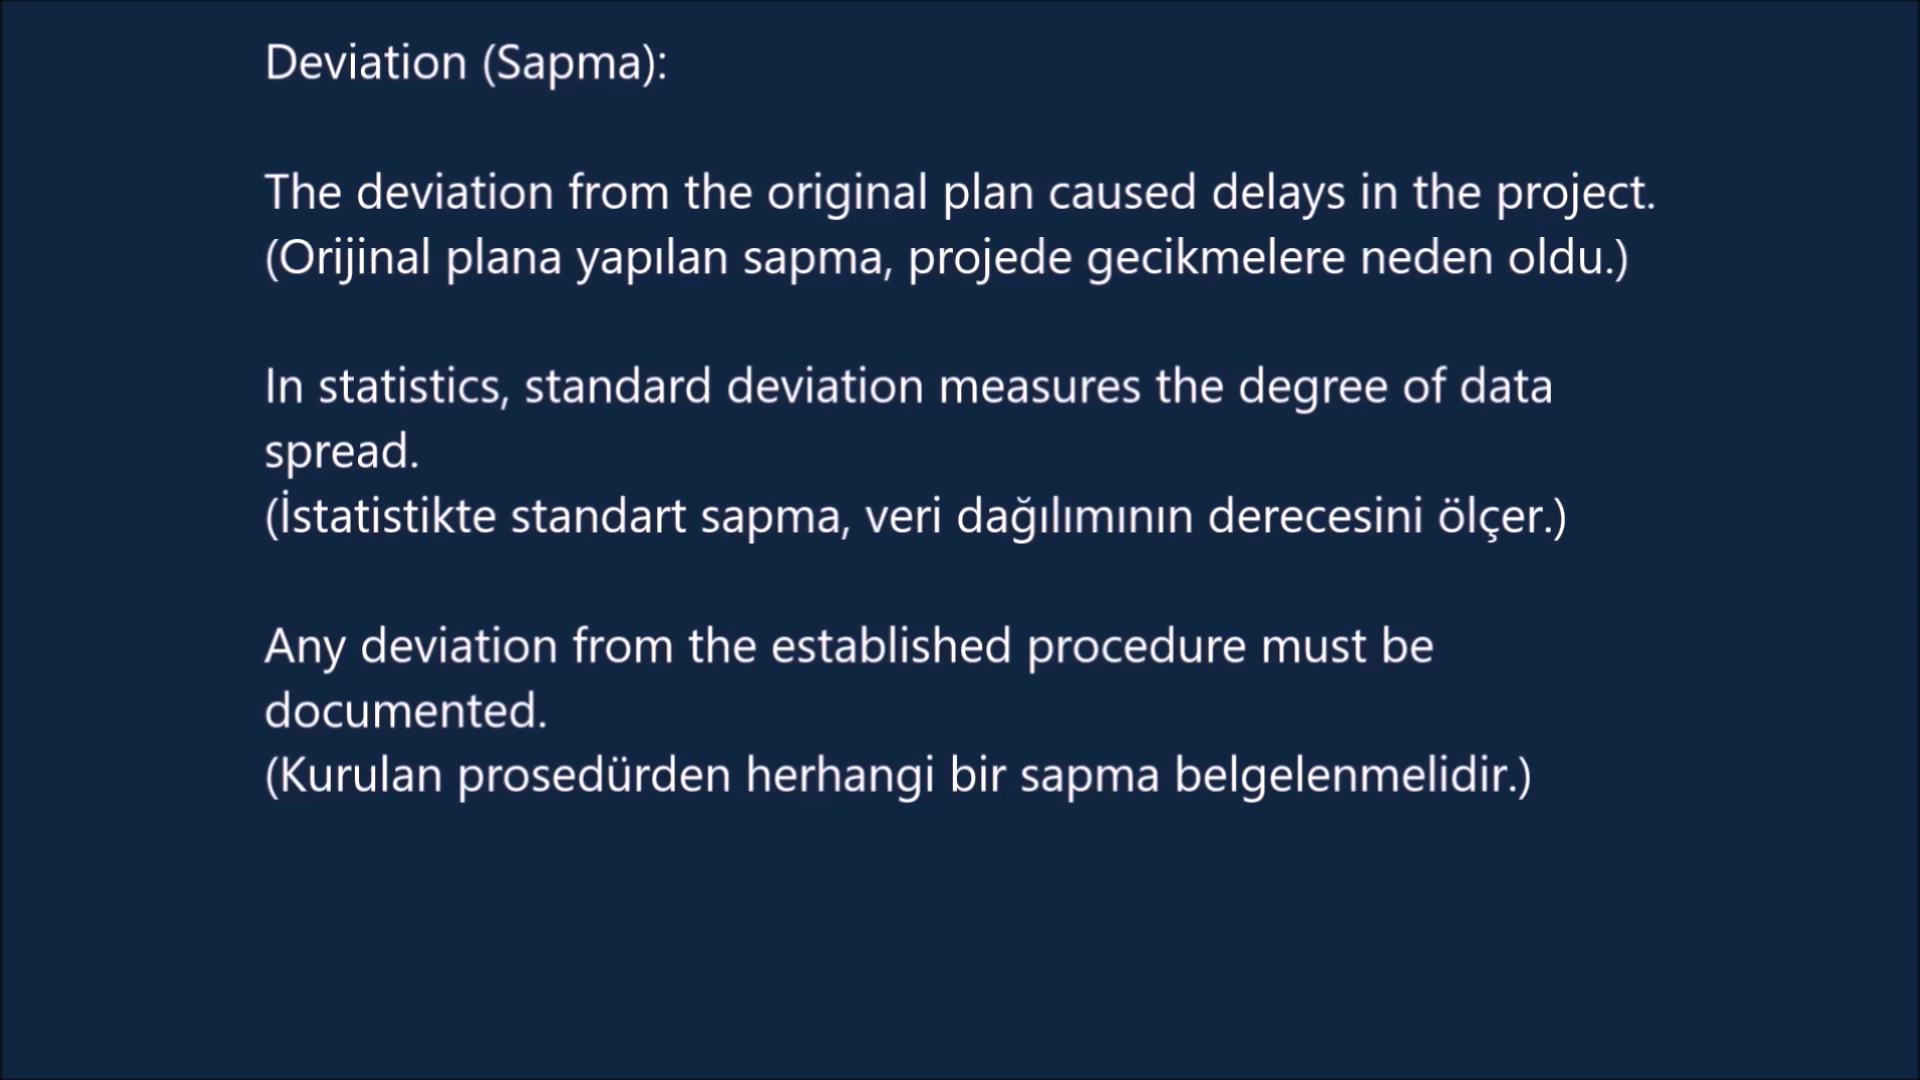 Deviation (Sapma):
The deviation from the original plan caused delays in the project.
(Orijinal plana yapılan sapma, projede gecikmelere neden oldu.)
In statistics, standard deviation measures the degree of data
spread.
(İstatistikte standart sapma, veri dağılımının derecesini ölçer.)
Any deviation from the established procedure must be
documented.
(Kurulan prosedürden herhangi bir sapma belgelenmelidir.)